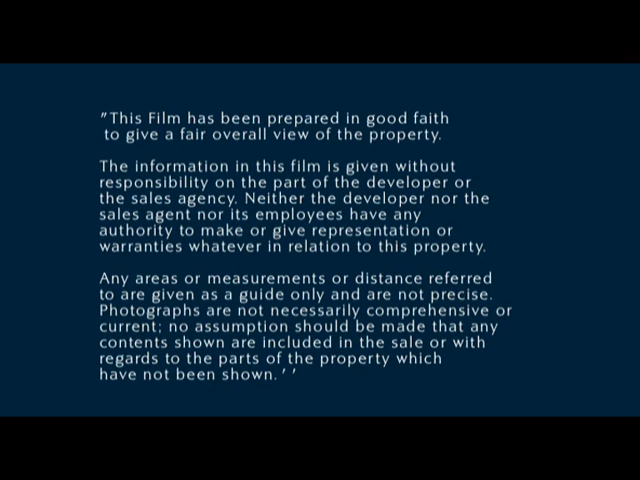 "This Film has been prepared in good faith
to give a fair overall view of the property.
The information in this film is given without
responsibility on the part of the developer or
the sales agency. Neither the developer nor the
sales agent nor its employees have any
authority to make or give representation or
warranties whatever in relation to this property.
Any areas or measurements or distance referred
to are given as a guide only and are not precise.
Photographs are not necessarily comprehensive or
current; no assumption should be made that any
contents shown are included in the sale or with
regards to the parts of the property which
have not been shown.''